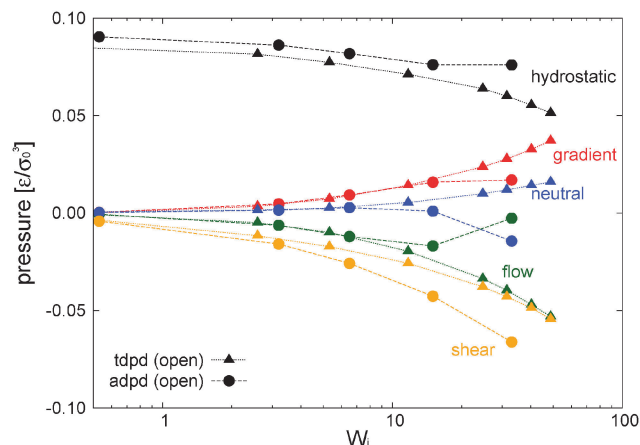 0.10
hydrostatic
0.05
gradient
pressure [ε/σ₀³]
0.00
neutral
flow
-0.05
shear
tdpd (open)
adpd (open)
-0.10
1
10
100
Wᵢ